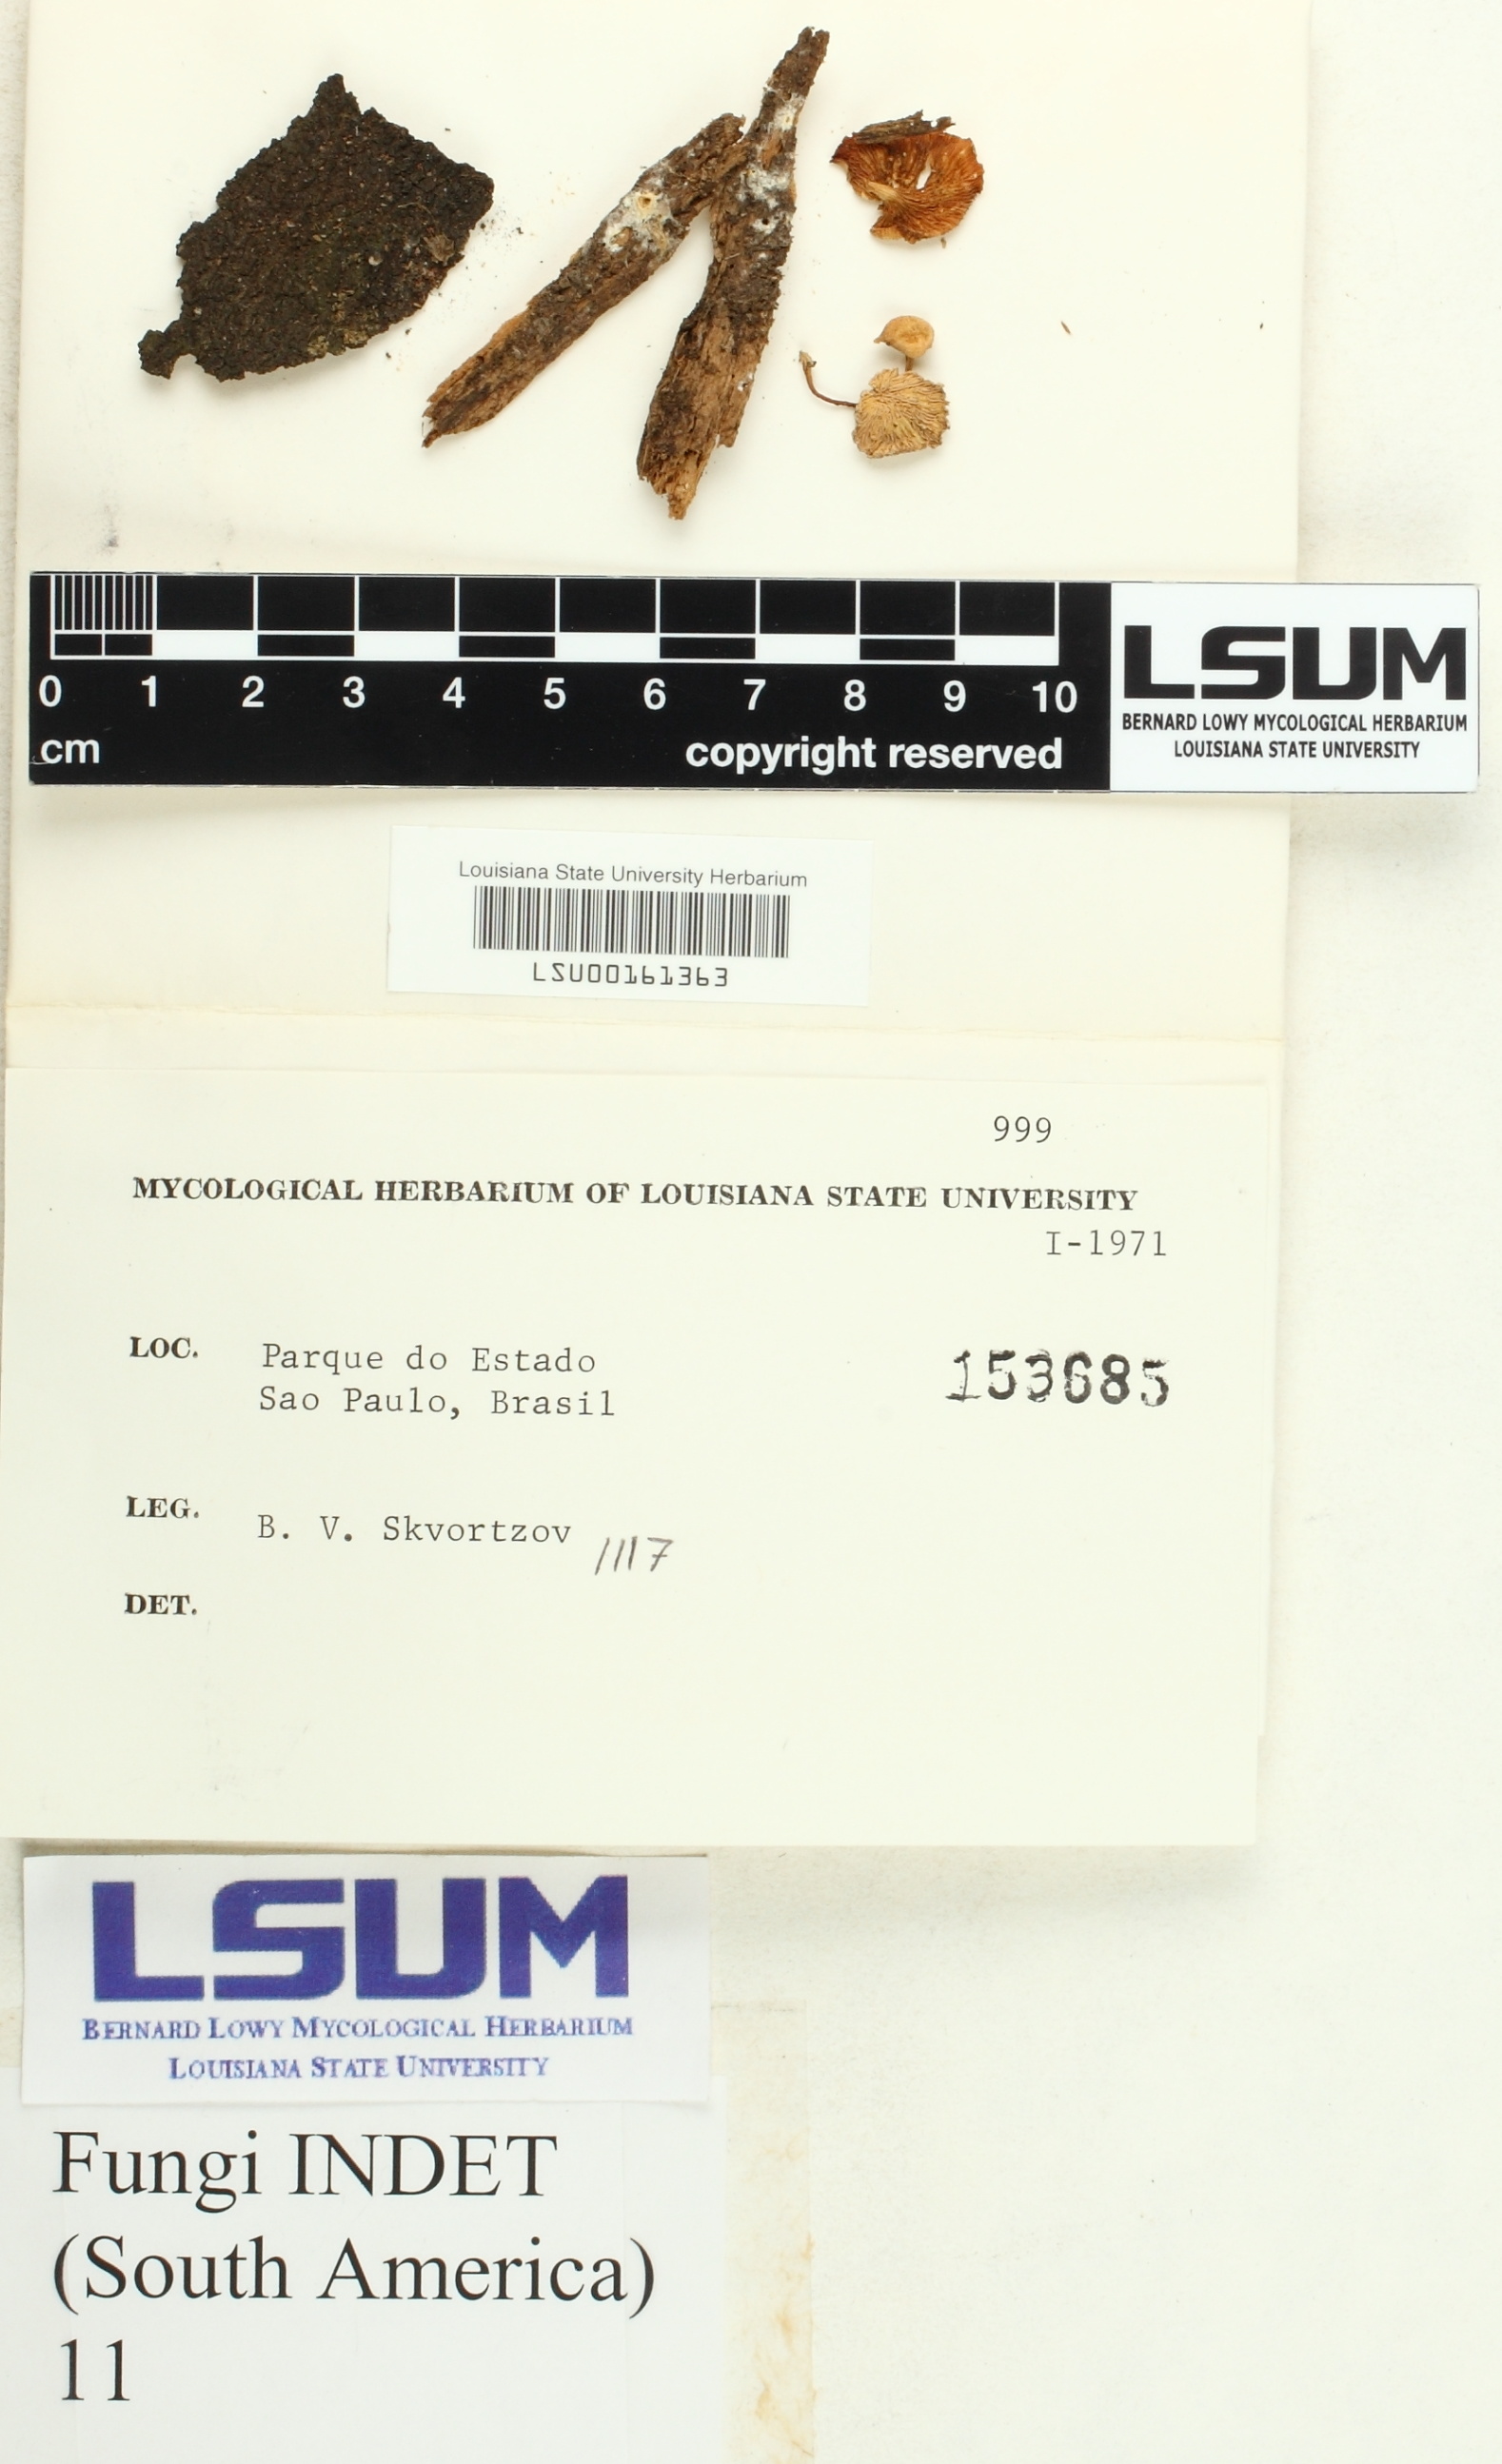 0 1 2 3 4 5 6 7 8 9 10
cm copyright reserved
LSUM
BERNARD LOWY MYCOLOGICAL HERBARIUM
LOUISIANA STATE UNIVERSITY
Louisiana State University Herbarium
LSU00161363
999
MYCOLOGICAL HERBARIUM OF LOUISIANA STATE UNIVERSITY
I-1971
LOC. Parque do Estado
Sao Paulo, Brasil
153685
LEG. B. V. Skvortzov 1117
DET.
LSUM
BERNARD LOWY MYCOLOGICAL HERBARIUM
LOUISIANA STATE UNIVERSITY
Fungi INDET
(South America)
11